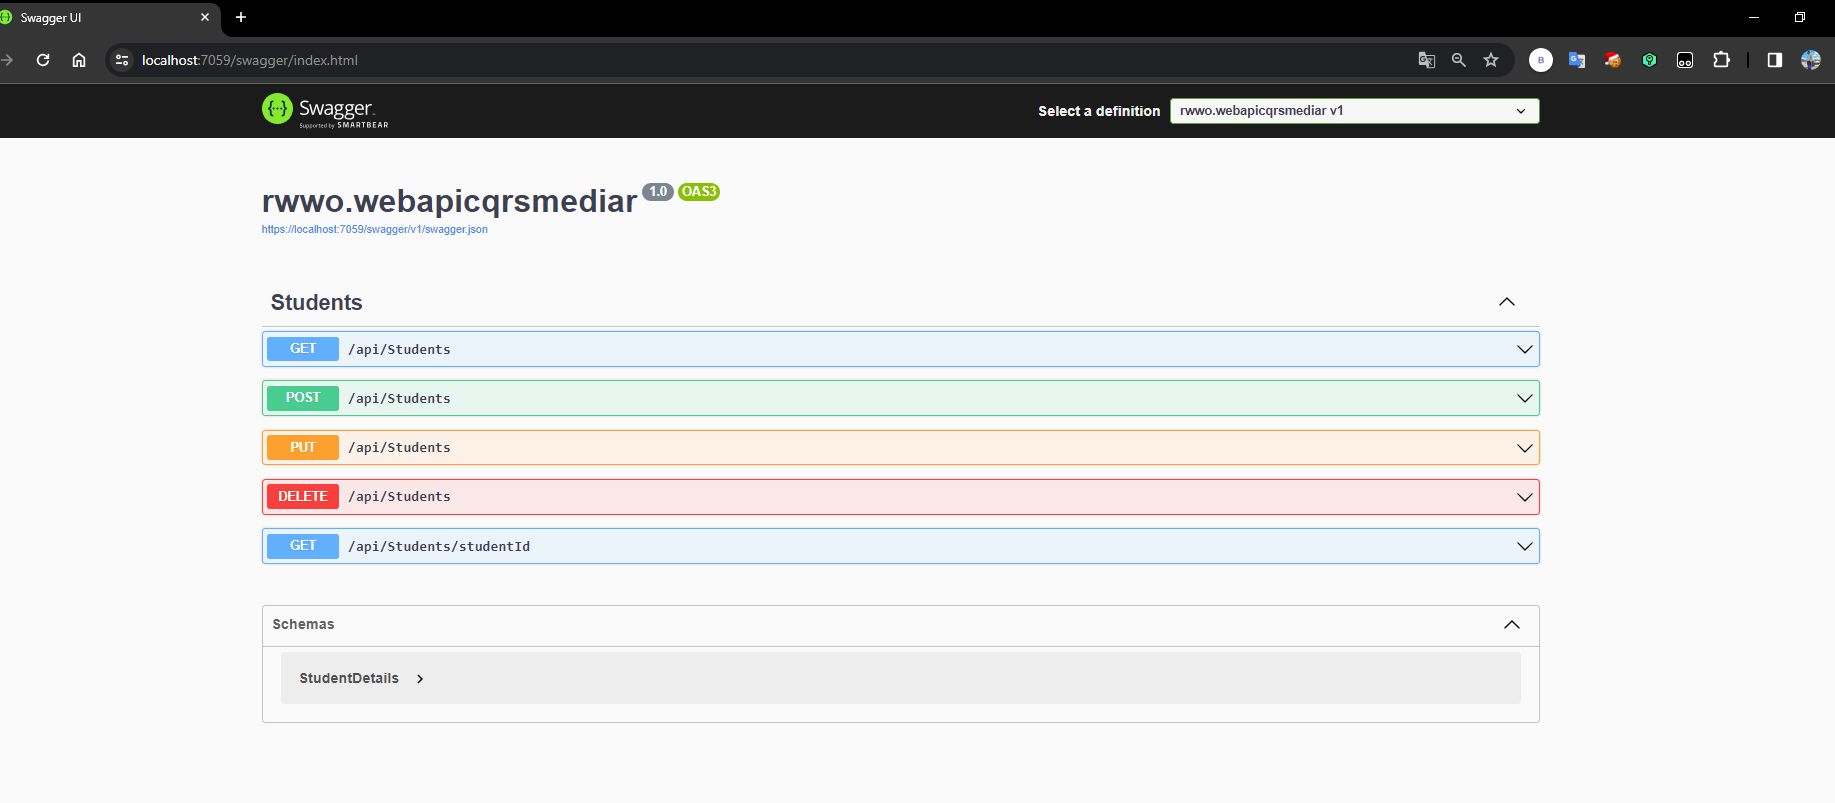 Swagger UI
localhost:7059/swagger/index.html
B
Swagger
Supported by SMARTBEAR
Select a definition
rwwo.webapicqrsmediar v1
rwwo.webapicqrsmediar 1.0 OAS3
https://localhost:7059/swagger/v1/swagger.json
Students
GET /api/Students
POST /api/Students
PUT /api/Students
DELETE /api/Students
GET /api/Students/studentId
Schemas
StudentDetails